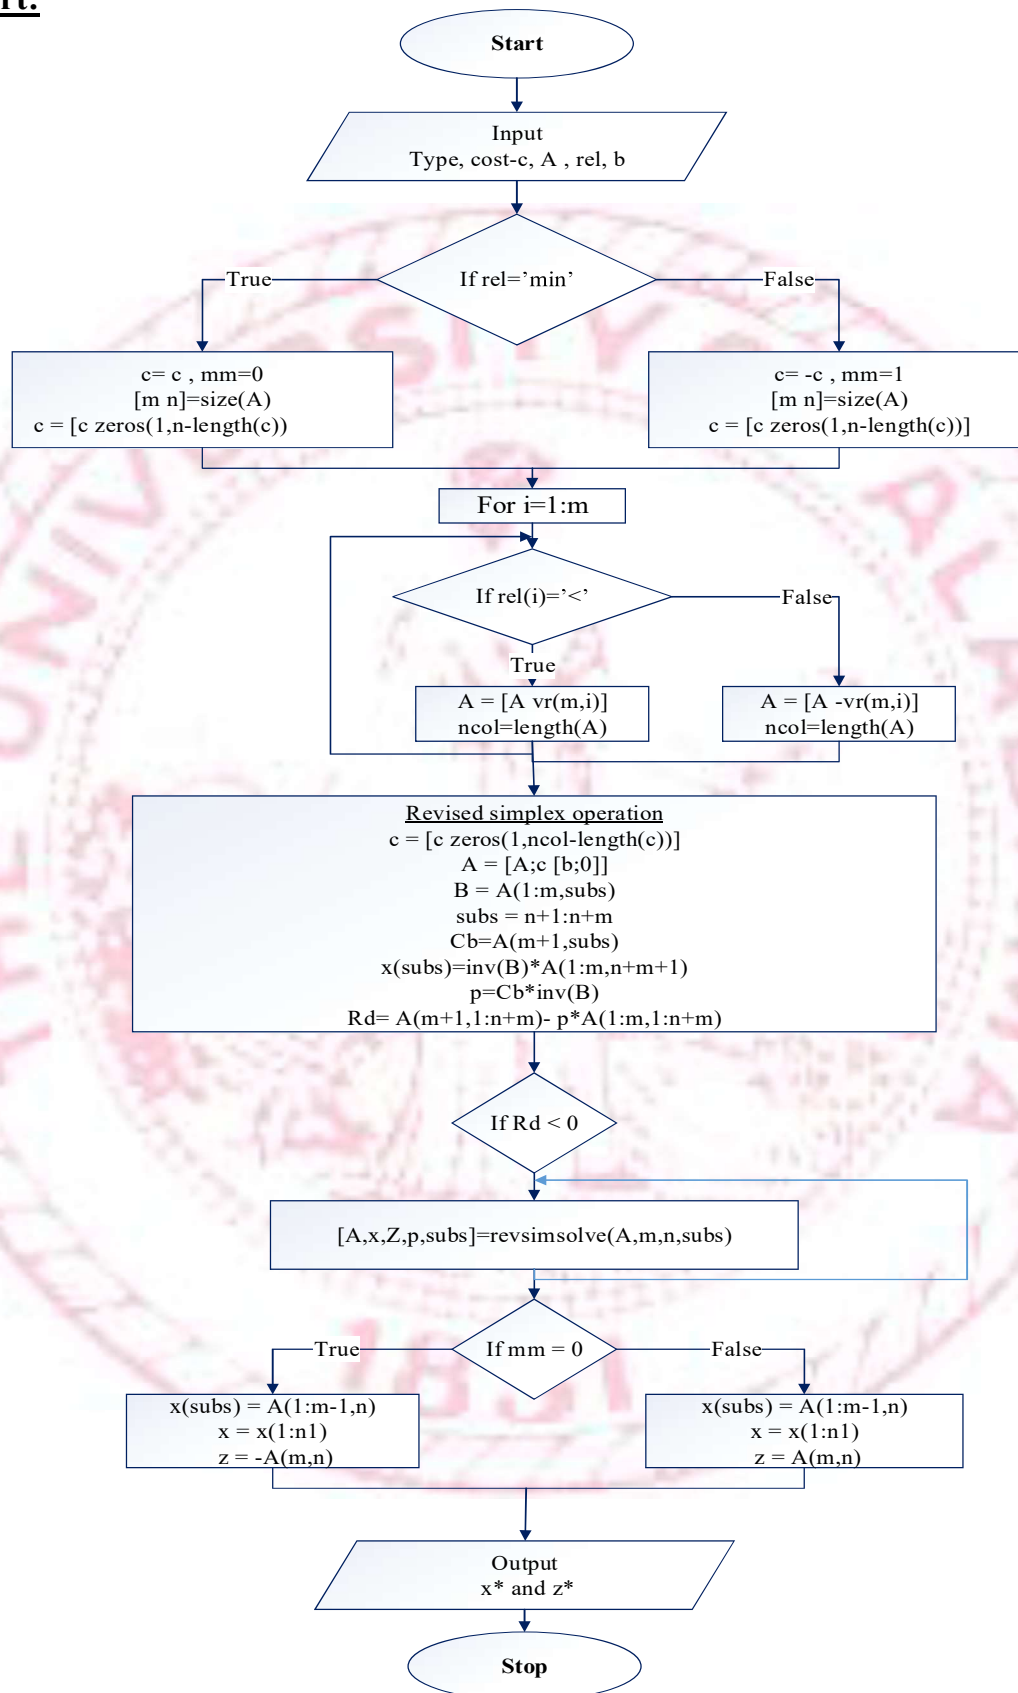 rt:
Start
Input
Type, cost-c, A , rel, b
If rel=’min’
True
False
c= c , mm=0
[m n]=size(A)
c = [c zeros(1,n-length(c))
c= -c , mm=1
[m n]=size(A)
c = [c zeros(1,n-length(c))]
For i=1:m
If rel(i)=’<’
False
True
A = [A vr(m,i)]
ncol=length(A)
A = [A -vr(m,i)]
ncol=length(A)
Revised simplex operation
c = [c zeros(1,ncol-length(c))]
A = [A;c [b;0]]
B = A(1:m,subs)
subs = n+1:n+m
Cb=A(m+1,subs)
x(subs)=inv(B)*A(1:m,n+m+1)
p=Cb*inv(B)
Rd= A(m+1,1:n+m)- p*A(1:m,1:n+m)
If Rd < 0
[A,x,Z,p,subs]=revsimsolve(A,m,n,subs)
If mm = 0
True
False
x(subs) = A(1:m-1,n)
x = x(1:n1)
z = -A(m,n)
x(subs) = A(1:m-1,n)
x = x(1:n1)
z = A(m,n)
Output
x* and z*
Stop